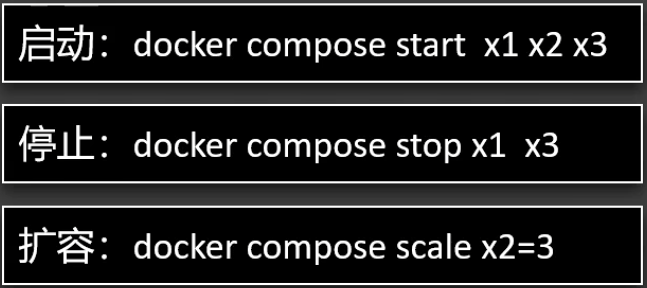 启动：docker compose start  x1 x2 x3
停止：docker compose stop x1  x3
扩容：docker compose scale x2=3